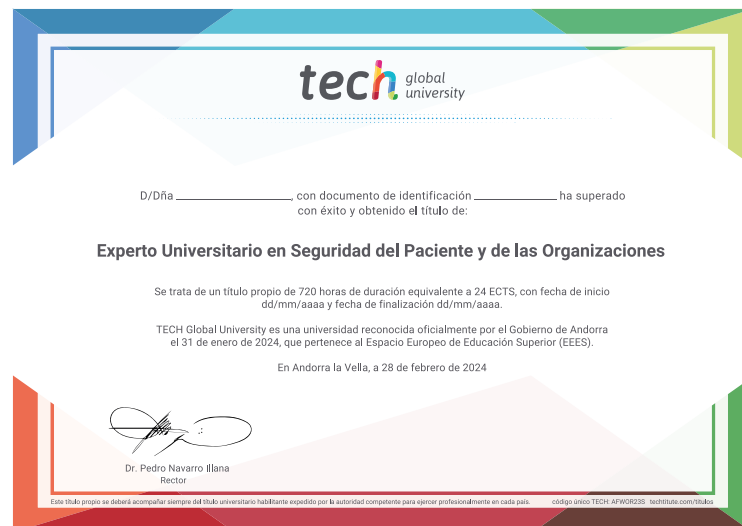 tech global
university
D/Dña ____________________, con documento de identificación ______________ ha superado
con éxito y obtenido el título de:
Experto Universitario en Seguridad del Paciente y de las Organizaciones
Se trata de un título propio de 720 horas de duración equivalente a 24 ECTS, con fecha de inicio
dd/mm/aaaa y fecha de finalización dd/mm/aaaa.
TECH Global University es una universidad reconocida oficialmente por el Gobierno de Andorra
el 31 de enero de 2024, que pertenece al Espacio Europeo de Educación Superior (EEES).
En Andorra la Vella, a 28 de febrero de 2024
Dr. Pedro Navarro Illana
Rector
Este título propio se deberá acompañar siempre del título universitario habilitante expedido por la autoridad competente para ejercer profesionalmente en cada país. código único TECH: AFWOR23S techtitute.com/titulos